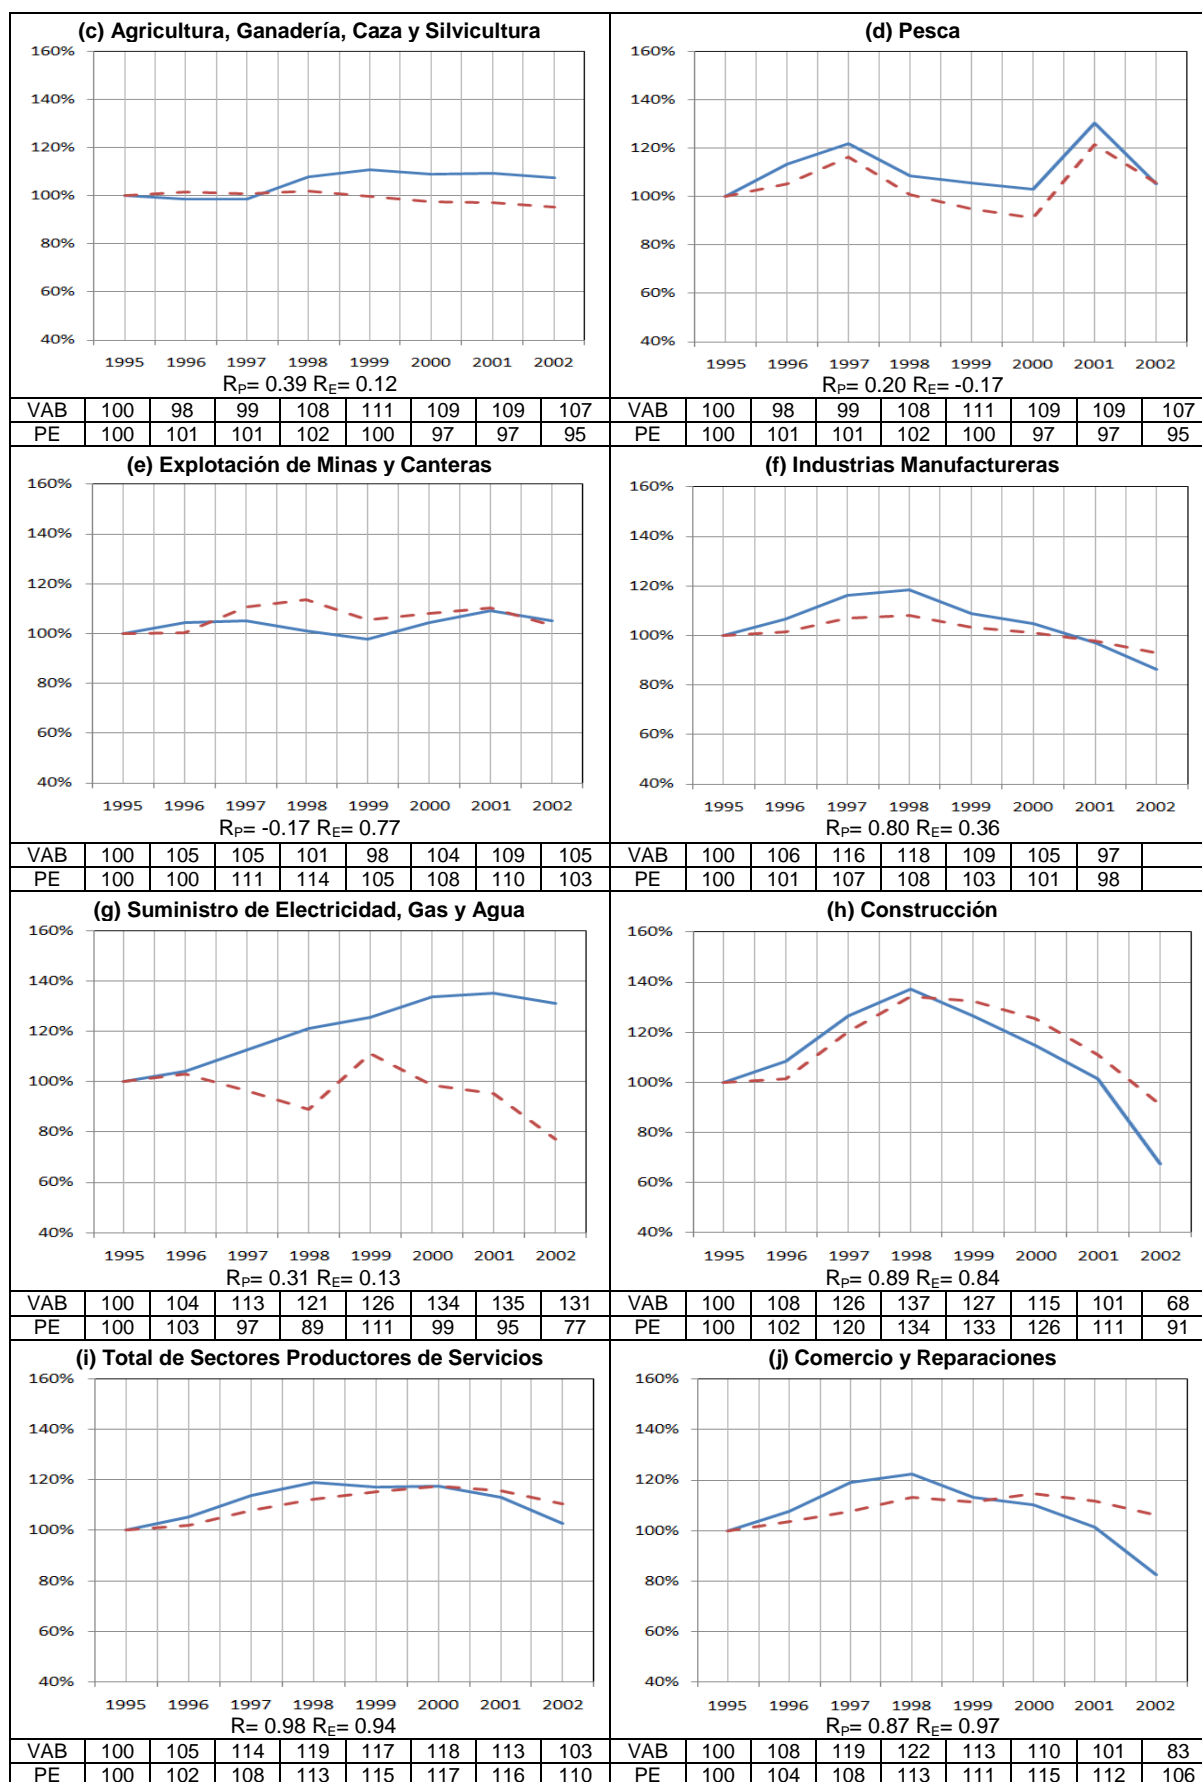 (c) Agricultura, Ganadería, Caza y Silvicultura
160%
140%
120%
100%
80%
60%
40%
1995 1996 1997 1998 1999 2000 2001 2002
RP= 0.39 RE= 0.12
VAB 100 98 99 108 111 109 109 107
PE 100 101 101 102 100 97 97 95
(d) Pesca
160%
140%
120%
100%
80%
60%
40%
1995 1996 1997 1998 1999 2000 2001 2002
RP= 0.20 RE= -0.17
VAB 100 98 99 108 111 109 109 107
PE 100 101 101 102 100 97 97 95
(e) Explotación de Minas y Canteras
160%
140%
120%
100%
80%
60%
40%
1995 1996 1997 1998 1999 2000 2001 2002
RP= -0.17 RE= 0.77
VAB 100 105 105 101 98 104 109 105
PE 100 100 111 114 105 108 110 103
(f) Industrias Manufactureras
160%
140%
120%
100%
80%
60%
40%
1995 1996 1997 1998 1999 2000 2001 2002
RP= 0.80 RE= 0.36
VAB 100 106 116 118 109 105 97
PE 100 101 107 108 103 101 98
(g) Suministro de Electricidad, Gas y Agua
160%
140%
120%
100%
80%
60%
40%
1995 1996 1997 1998 1999 2000 2001 2002
RP= 0.31 RE= 0.13
VAB 100 104 113 121 126 134 135 131
PE 100 103 97 89 111 99 95 77
(h) Construcción
160%
140%
120%
100%
80%
60%
40%
1995 1996 1997 1998 1999 2000 2001 2002
RP= 0.89 RE= 0.84
VAB 100 108 126 137 127 115 101 68
PE 100 102 120 134 133 126 111 91
(i) Total de Sectores Productores de Servicios
160%
140%
120%
100%
80%
60%
40%
1995 1996 1997 1998 1999 2000 2001 2002
R= 0.98 RE= 0.94
VAB 100 105 114 119 117 118 113 103
PE 100 102 108 113 115 117 116 110
(j) Comercio y Reparaciones
160%
140%
120%
100%
80%
60%
40%
1995 1996 1997 1998 1999 2000 2001 2002
RP= 0.87 RE= 0.97
VAB 100 108 119 122 113 110 101 83
PE 100 104 108 113 111 115 112 106